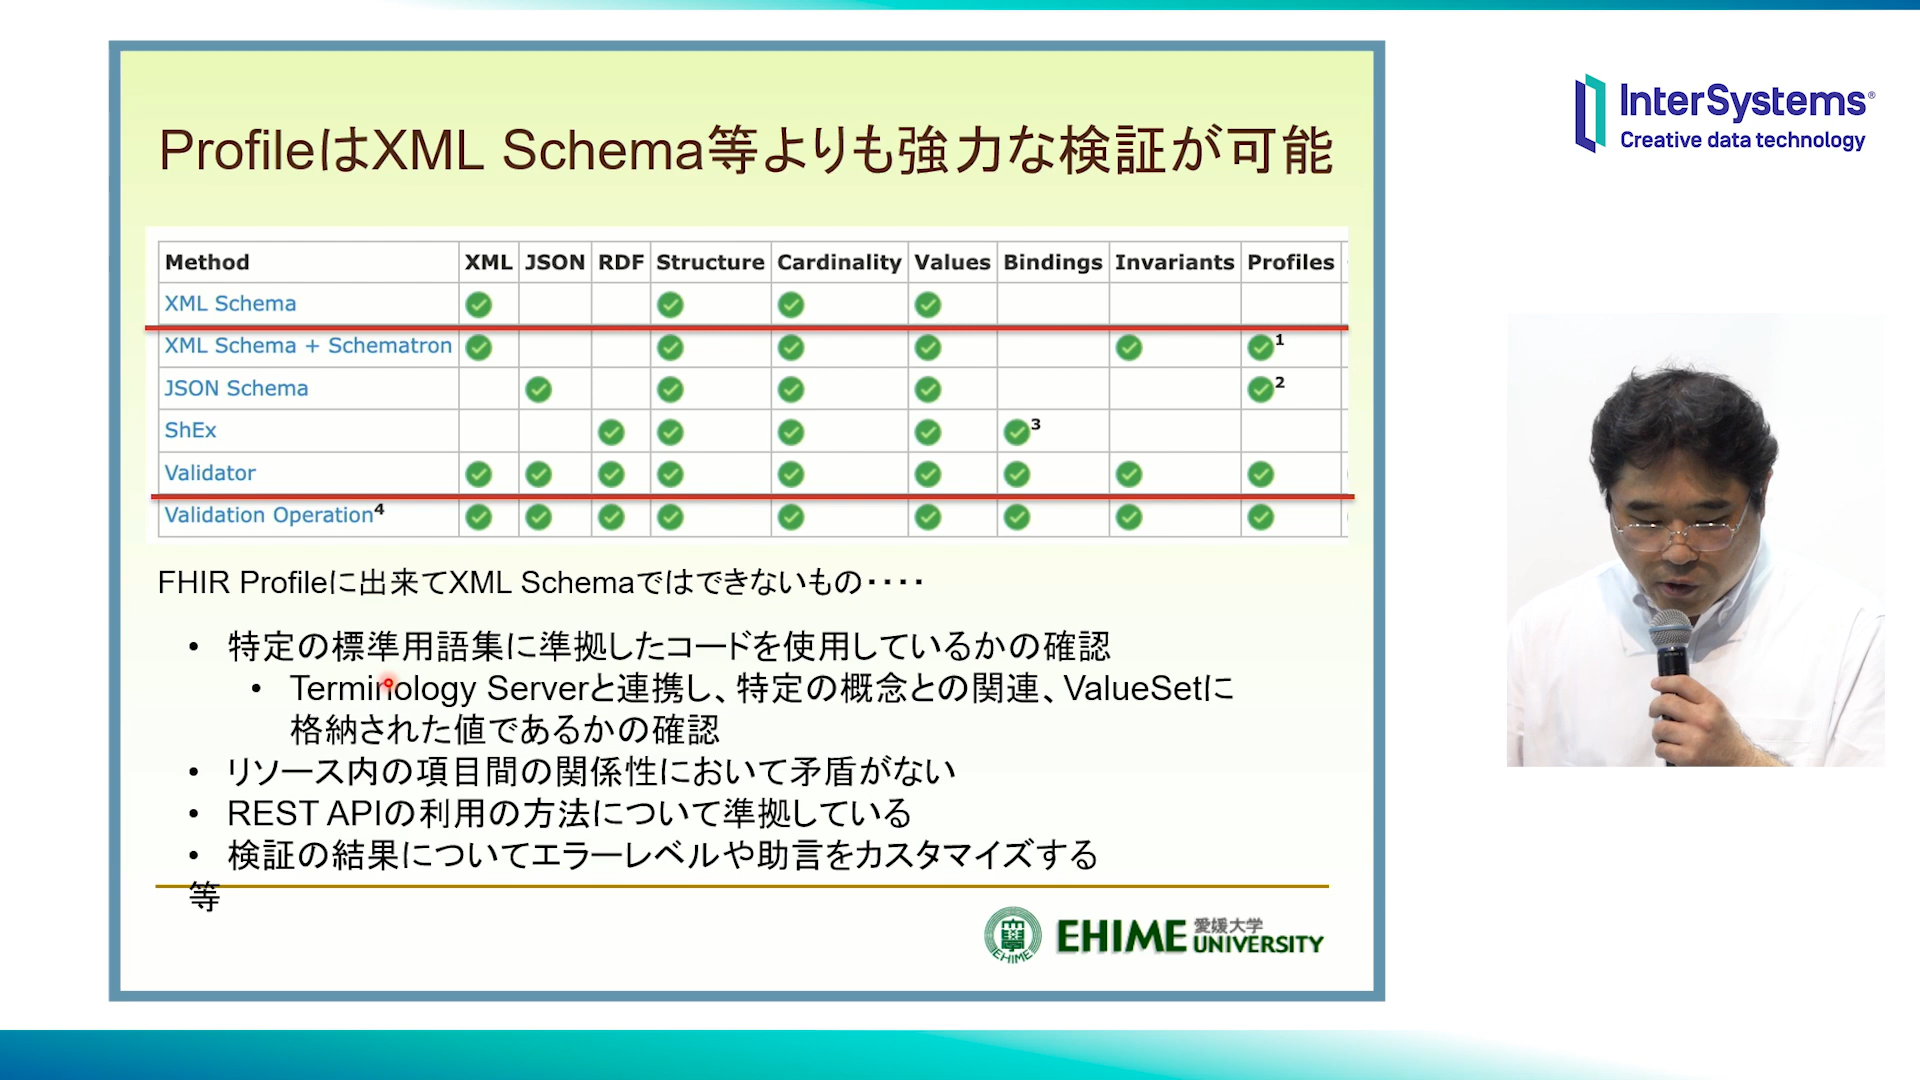 InterSystems®
Creative data technology
ProfileはXML Schema等よりも強力な検証が可能
Method XML JSON RDF Structure Cardinality Values Bindings Invariants Profiles
XML Schema
XML Schema + Schematron 1
JSON Schema 2
ShEx 3
Validator
Validation Operation4
FHIR Profileに出来てXML Schemaではできないもの・・・・
• 特定の標準用語集に準拠したコードを使用しているかの確認
• Terminology Serverと連携し、特定の概念との関連、ValueSetに
格納された値であるかの確認
• リソース内の項目間の関係性において矛盾がない
• REST APIの利用の方法について準拠している
• 検証の結果についてエラーレベルや助言をカスタマイズする
等
EHIME
EHIME 愛媛大学
UNIVERSITY